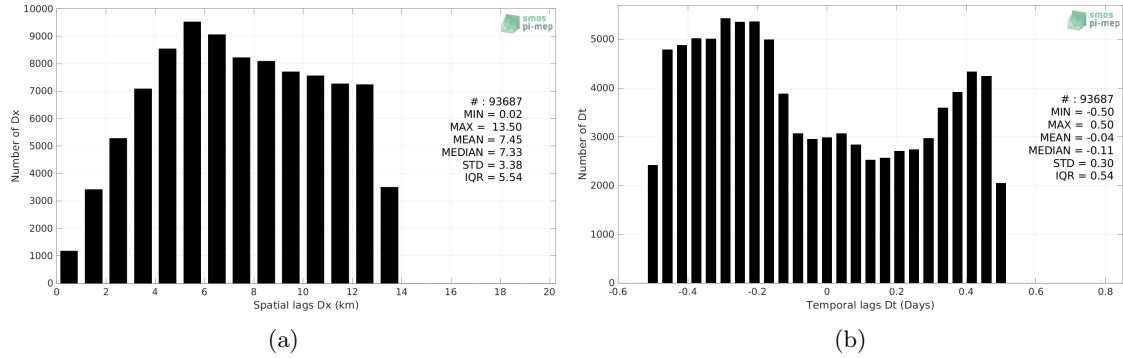 smos
pi-mep
10000
9000
8000
7000
6000
5000
4000
3000
2000
1000
0
Number of Dx
# : 93687
MIN = 0.02
MAX = 13.50
MEAN = 7.45
MEDIAN = 7.33
STD = 3.38
IQR = 5.54
0 2 4 6 8 10 12 14 16 18 20
Spatial lags Dx (km)
(a)
smos
pi-mep
5000
4000
3000
2000
1000
0
Number of Dt
# : 93687
MIN = -0.50
MAX = 0.50
MEAN = -0.04
MEDIAN = -0.11
STD = 0.30
IQR = 0.54
-0.6 -0.4 -0.2 0 0.2 0.4 0.6 0.8
Temporal lags Dt (Days)
(b)